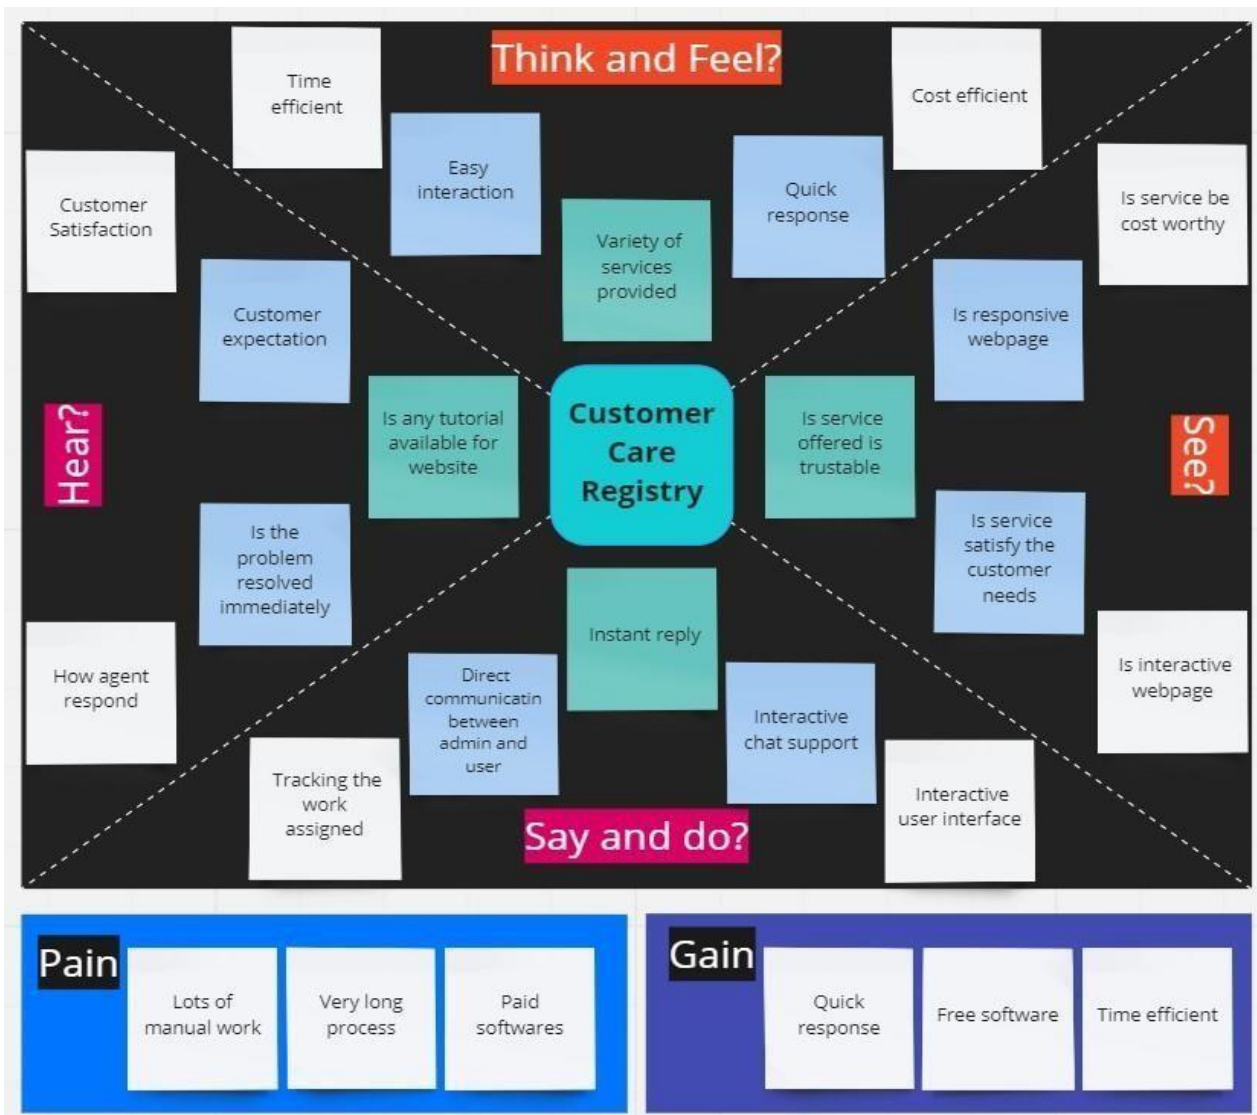 Think and Feel?
Time
efficient
Easy
interaction
Variety of
services
provided
Quick
response
Cost efficient
Customer
Satisfaction
Customer
expectation
Is any tutorial
available for
website
Hear?
Is the
problem
resolved
immediately
How agent
respond
Customer
Care
Registry
Is service be
cost worthy
Is responsive
webpage
Is service
offered is
trustable
See?
Is service
satisfy the
customer
needs
Is interactive
webpage
Instant reply
Direct
communicatin
between
admin and
user
Interactive
chat support
Tracking the
work
assigned
Interactive
user interface
Say and do?
Pain
Lots of
manual work
Very long
process
Paid
softwares
Gain
Quick
response
Free software
Time efficient